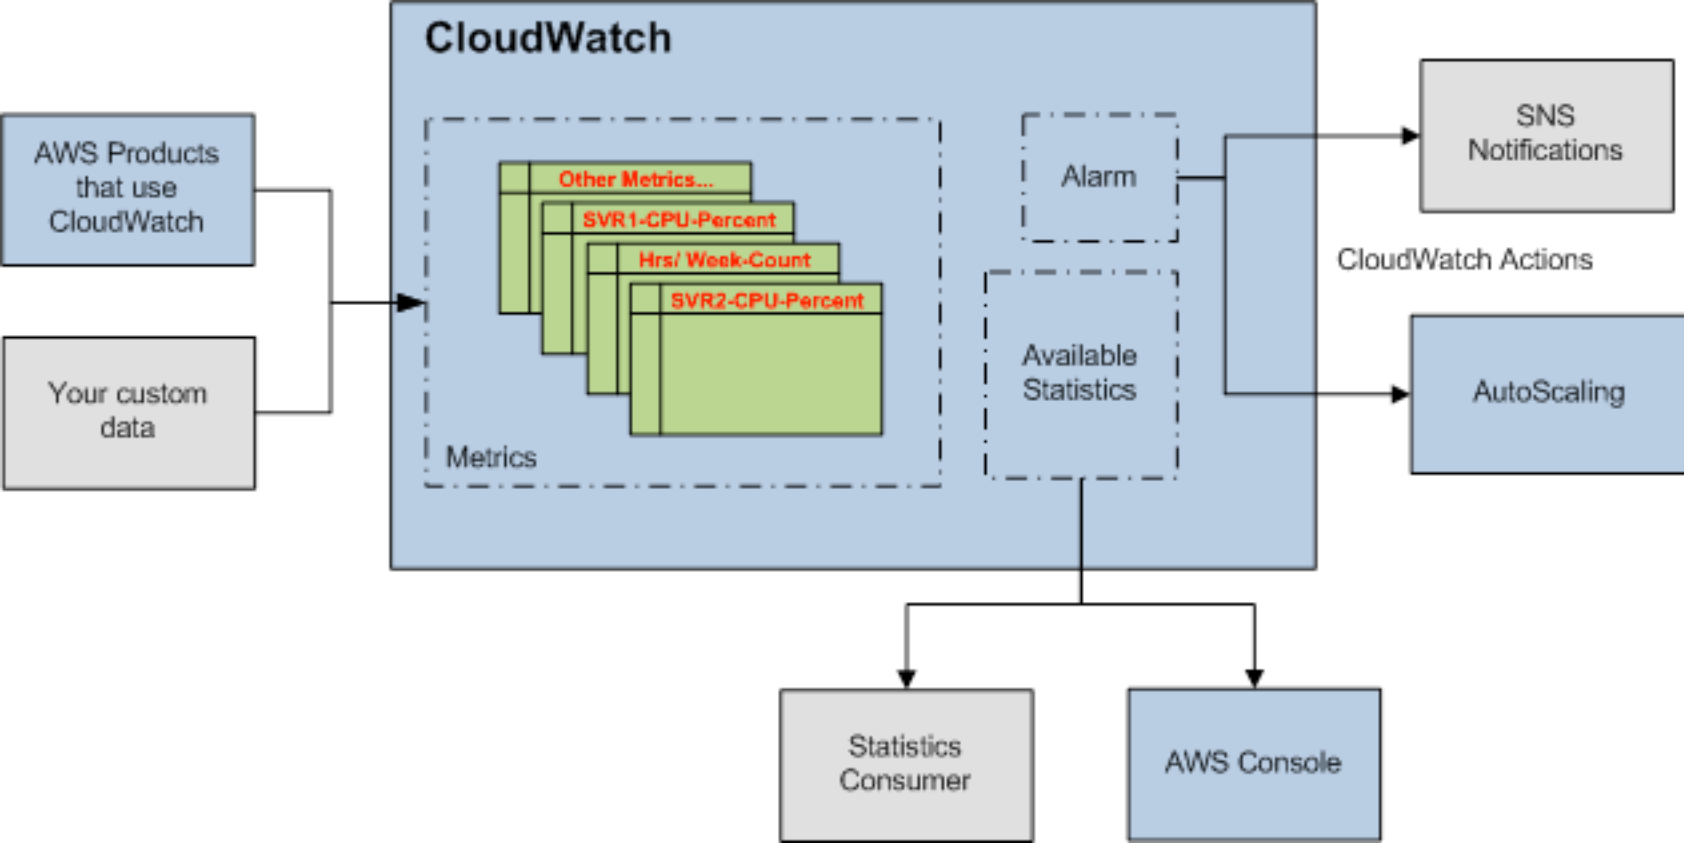 CloudWatch
AWS Products
that use
CloudWatch
Your custom
data
Other Metrics...
SVR1-CPU-Percent
Hrs/ Week-Count
SVR2-CPU-Percent
Metrics
Alarm
Available
Statistics
SNS
Notifications
CloudWatch Actions
AutoScaling
Statistics
Consumer
AWS Console